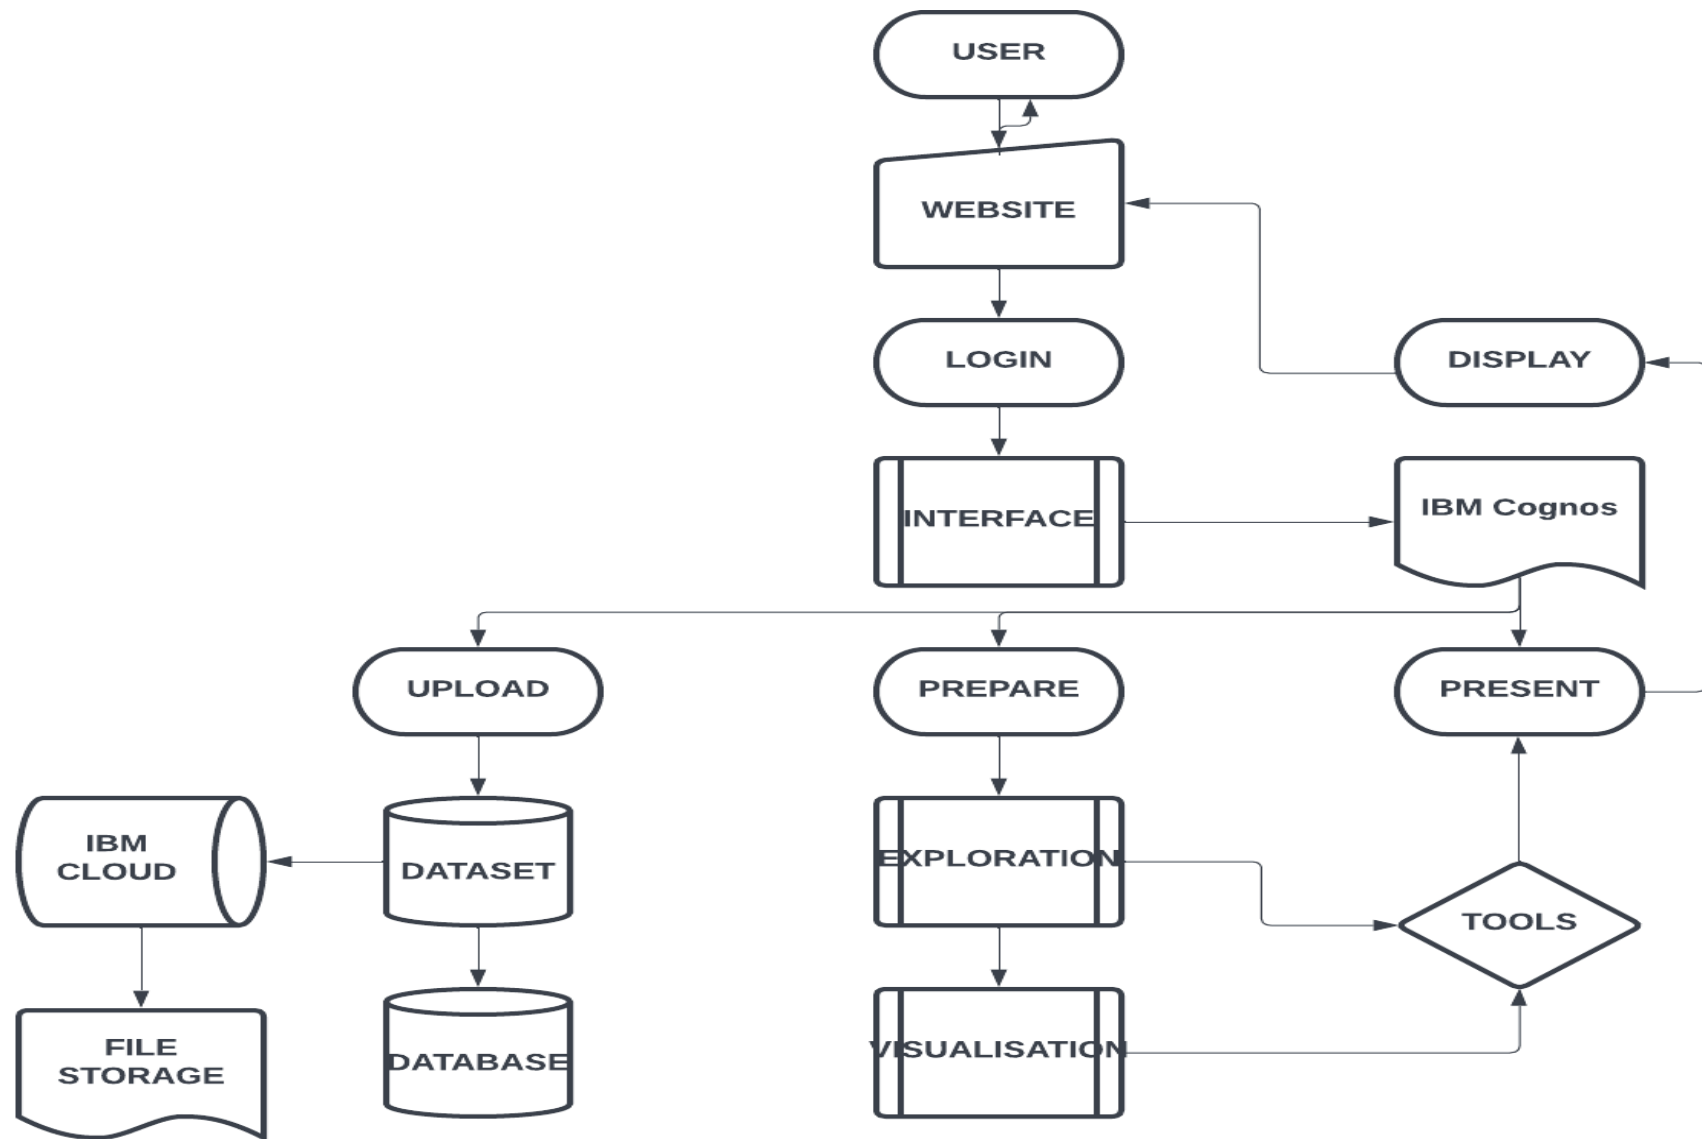 USER
WEBSITE
LOGIN
DISPLAY
INTERFACE
IBM Cognos
UPLOAD
PREPARE
PRESENT
IBM
CLOUD
DATASET
EXPLORATION
TOOLS
FILE
STORAGE
DATABASE
VISUALISATION